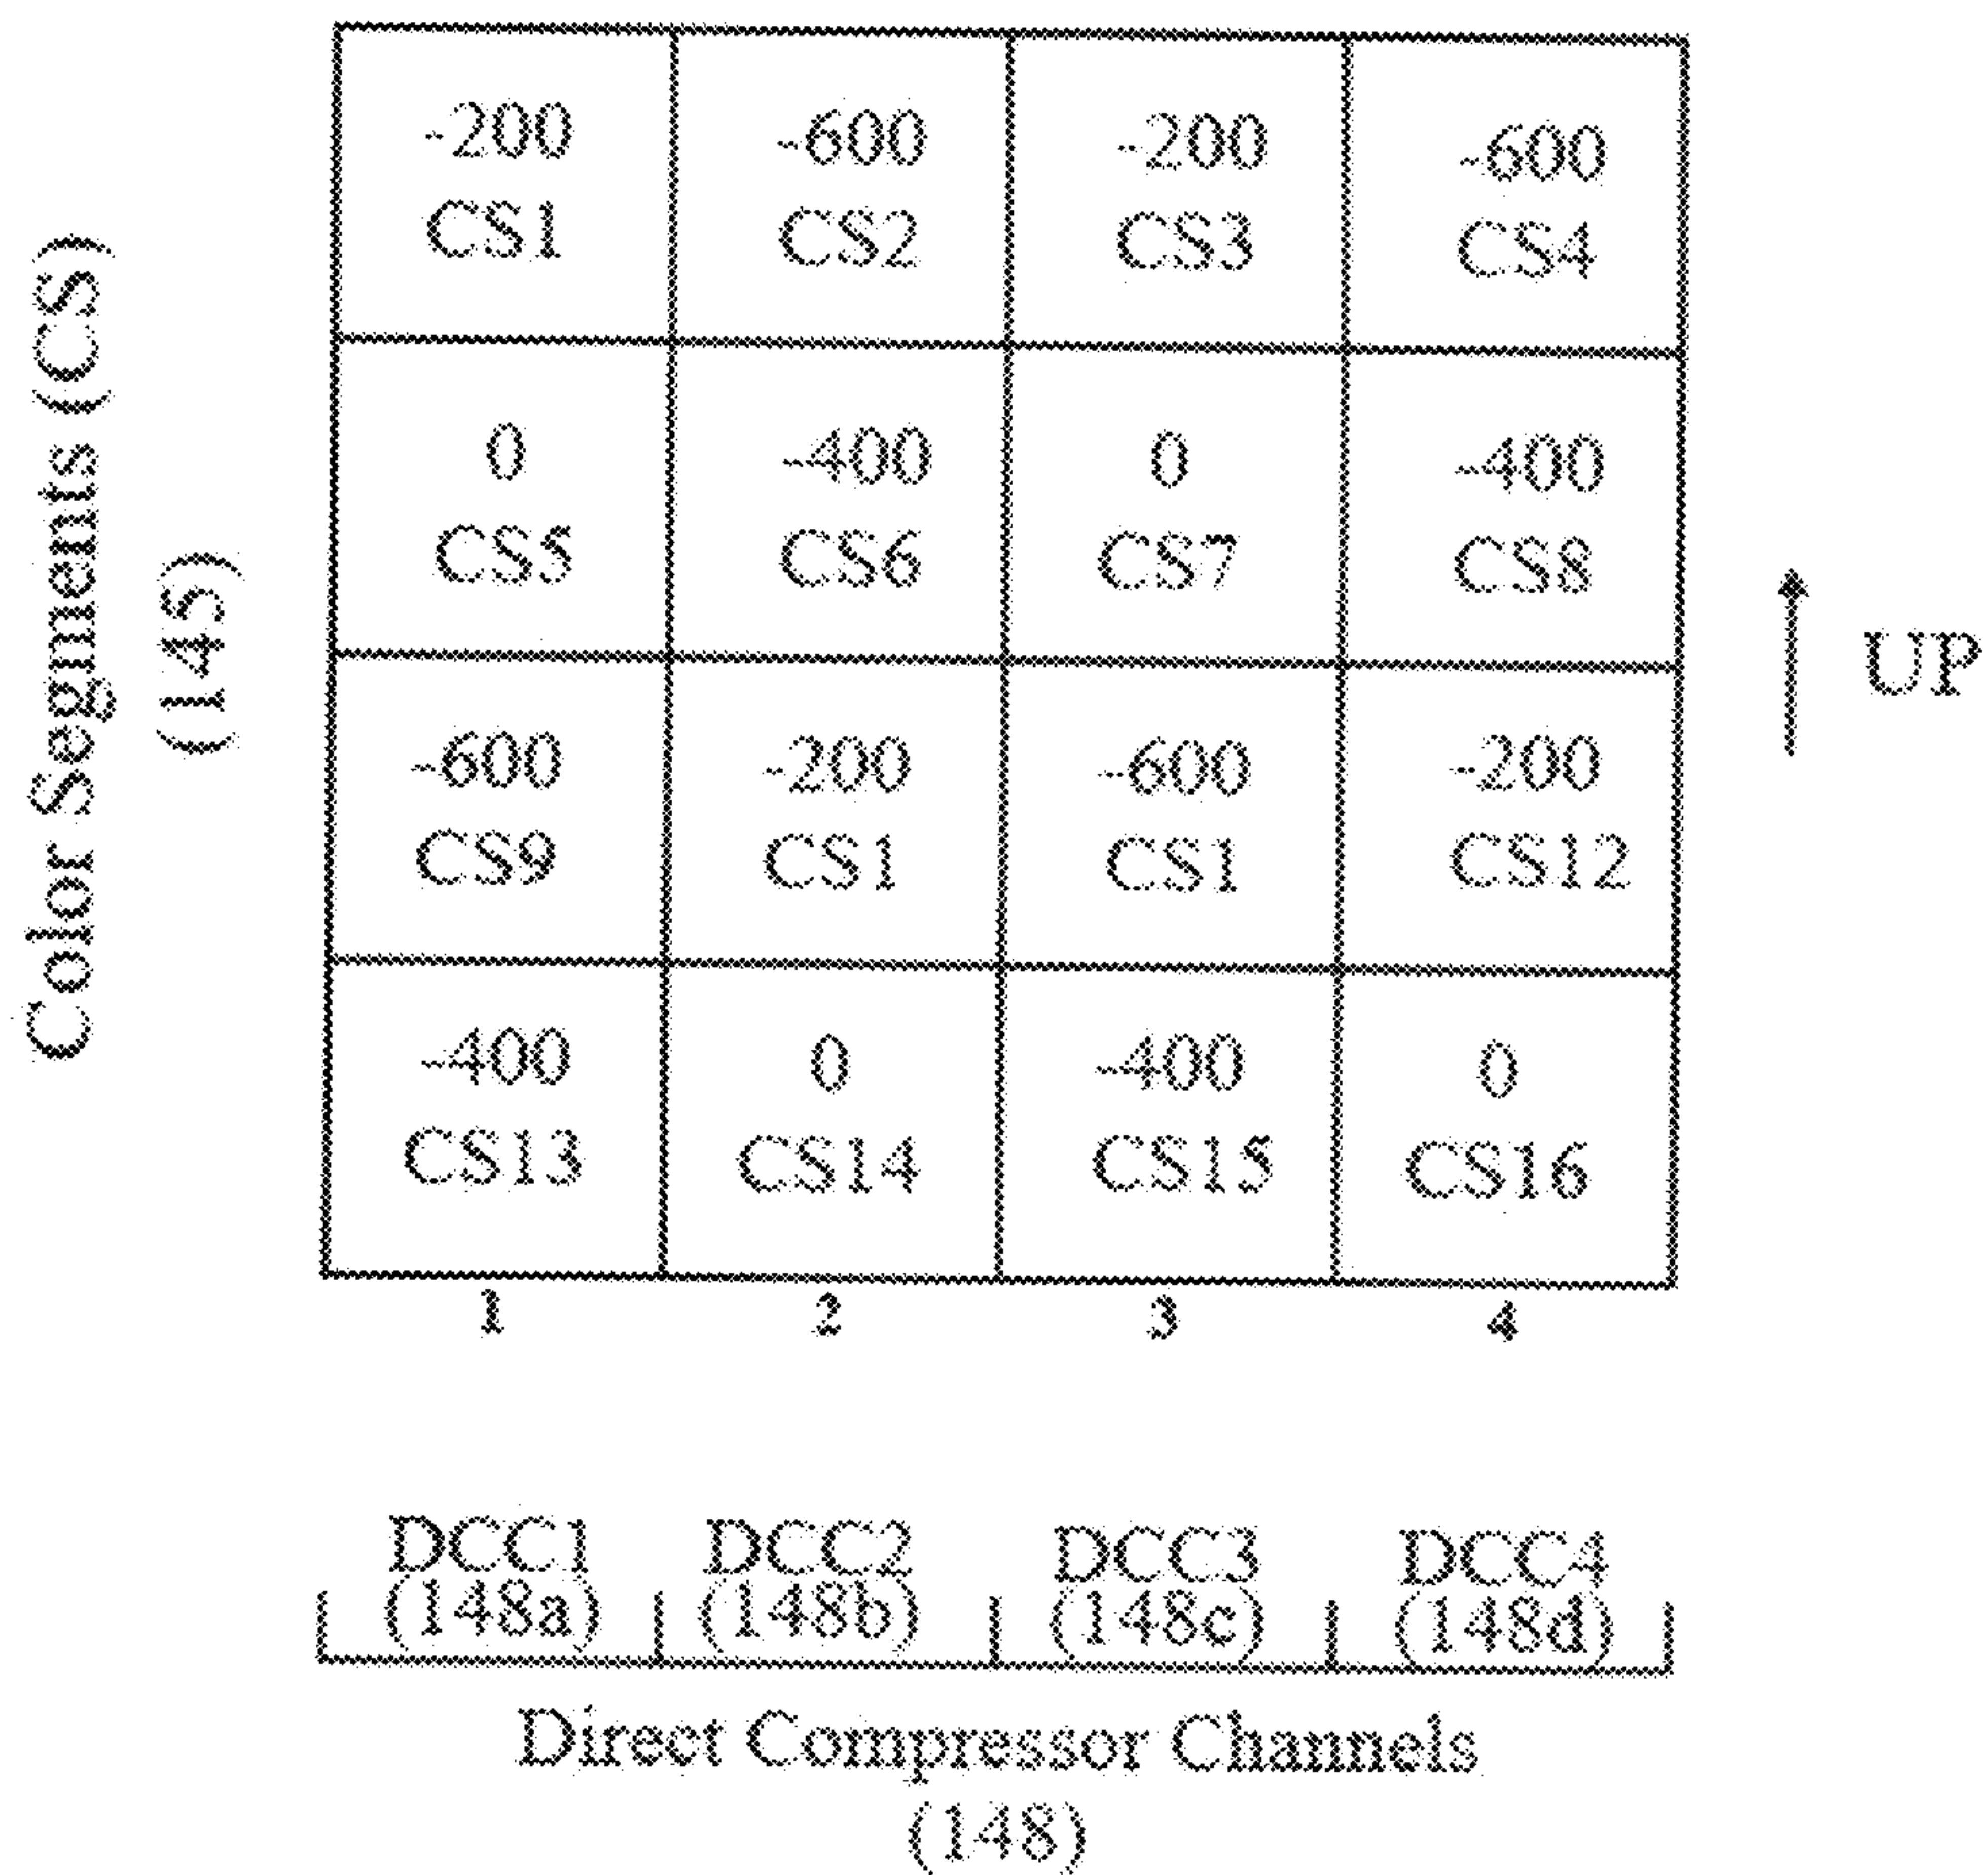 Color Segments (CS)
(145)
-200 -600 -200 -600
CS1 CS2 CS3 CS4
0 -400 0 -400
CS5 CS6 CS7 CS8
-600 -200 -600 -200
CS9 CS1 CS1 CS12
-400 0 -400 0
CS13 CS14 CS15 CS16
1 2 3 4
UP
DCC1 DCC2 DCC3 DCC4
(148a) (148b) (148c) (148d)
Direct Compressor Channels
(148)